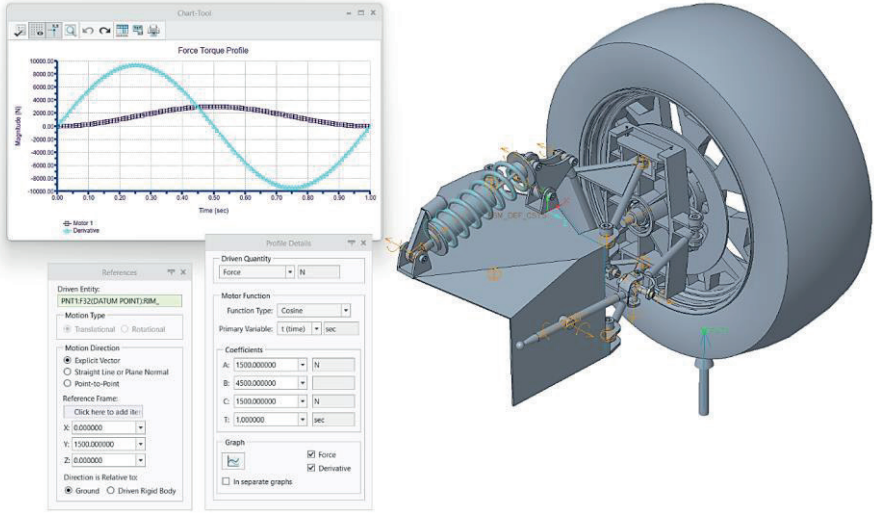 Chart-Tool
Force Torque Profile
Magnitude (N)
10000.00
8000.00
6000.00
4000.00
2000.00
0.00
-2000.00
-4000.00
-6000.00
-8000.00
-10000.00
0.00 0.10 0.20 0.30 0.40 0.50 0.60 0.70 0.80 0.90 1.00
Time (sec)
Motor 1
Derivative
References
Driven Entity:
PNT1:F32(DATUM POINT):RIM_
Motion Type
Translational Rotational
Motion Direction
Explicit Vector
Straight Line or Plane Normal
Point-to-Point
Reference Frame:
Click here to add ite
X: 0.000000
Y: 1500.000000
Z: 0.000000
Direction is Relative to:
Ground Driven Rigid Body
Profile Details
Driven Quantity
Force N
Motor Function
Function Type: Cosine
Primary Variable: t (time) sec
Coefficients
A: 1500.000000 N
B: 4500.000000
C: 1500.000000 N
T: 1.000000 sec
Graph
Force
Derivative
In separate graphs